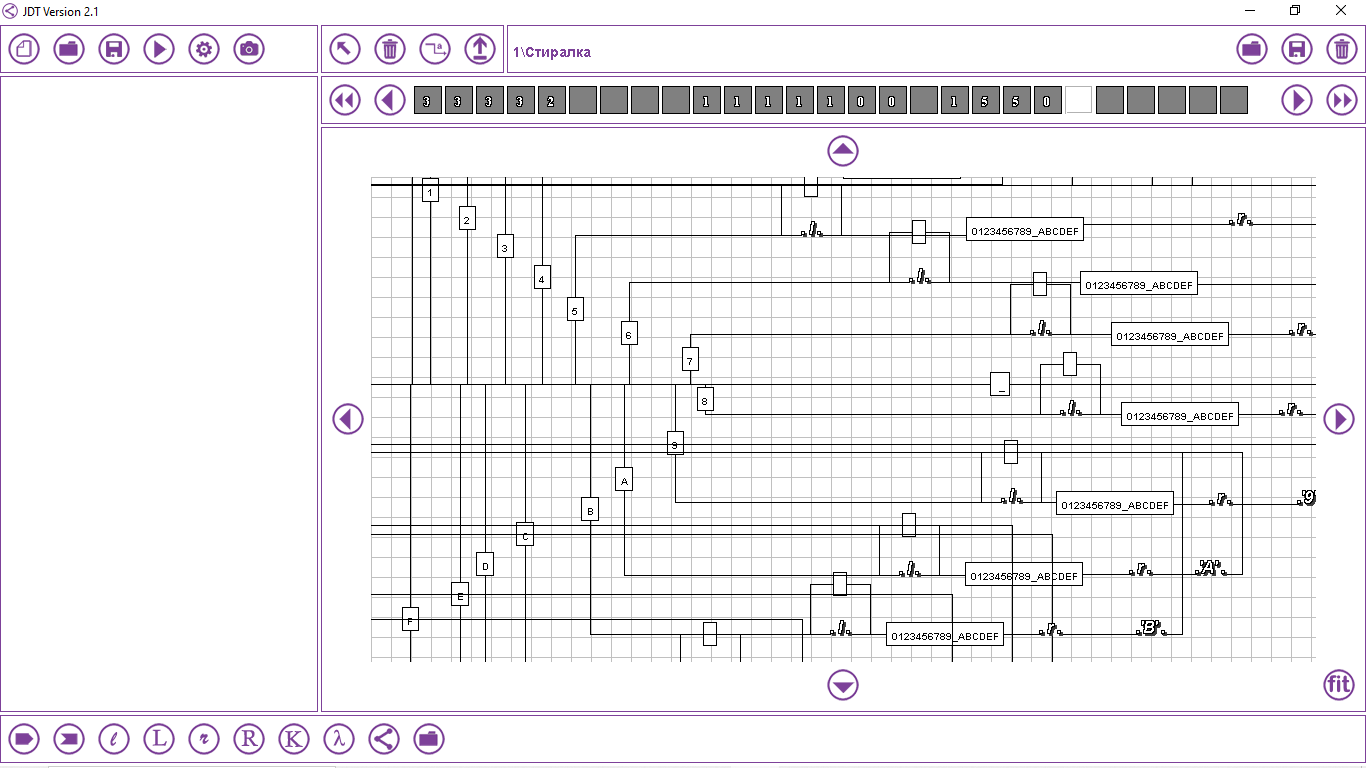 JDT Version 2.1
a
1\Стиралка
3 3 3 3 2 1 1 1 1 1 0 0 1 5 5 0
1
.r.
2
.l.
0123456789_ABCDEF
3
4
.l.
0123456789_ABCDEF
5
6
.l.
0123456789_ABCDEF
.r.
7
_
8
.l.
0123456789_ABCDEF
.r.
9
A
.l.
0123456789_ABCDEF
.r.
'9
B
C
D
.l.
0123456789_ABCDEF
.r.
'A'.
E
F
.l.
0123456789_ABCDEF
.r.
'B'.
fit
l L r R K λ